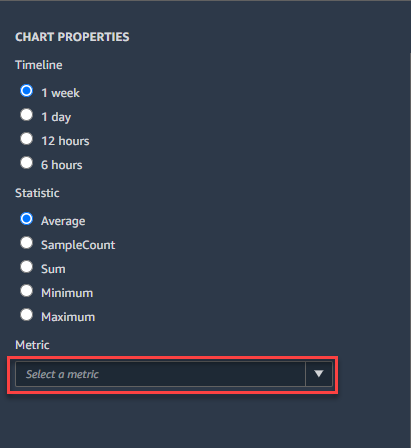 CHART PROPERTIES
Timeline
1 week
1 day
12 hours
6 hours
Statistic
Average
SampleCount
Sum
Minimum
Maximum
Metric
Select a metric